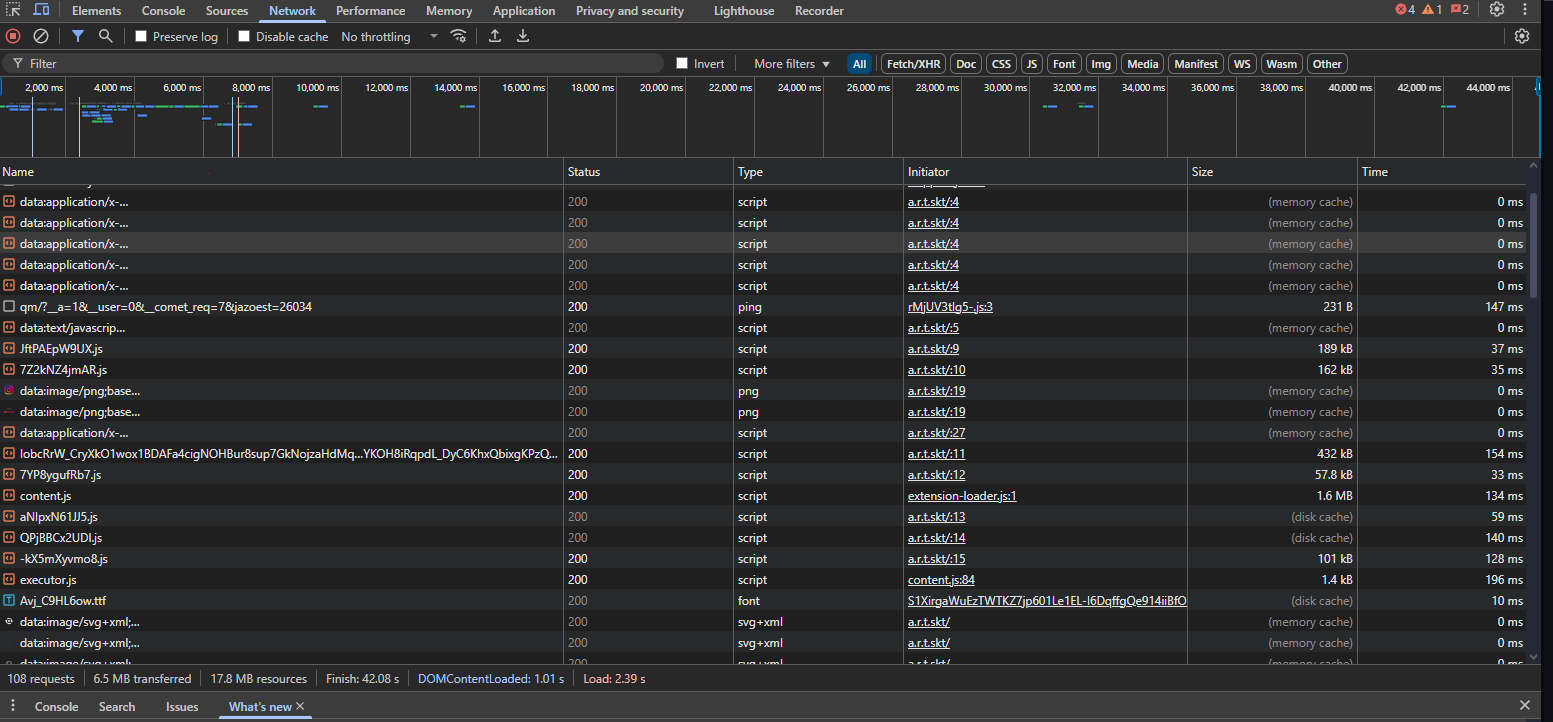 Elements Console Sources Network Performance Memory Application Privacy and security Lighthouse Recorder 4 1 2
Preserve log Disable cache No throttling
Filter Invert More filters All Fetch/XHR Doc CSS JS Font Img Media Manifest WS Wasm Other
2,000 ms 4,000 ms 6,000 ms 8,000 ms 10,000 ms 12,000 ms 14,000 ms 16,000 ms 18,000 ms 20,000 ms 22,000 ms 24,000 ms 26,000 ms 28,000 ms 30,000 ms 32,000 ms 34,000 ms 36,000 ms 38,000 ms 40,000 ms 42,000 ms 44,000 ms
Name Status Type Initiator Size Time
data:application/x-... 200 script a.r.t.skt/:4 (memory cache) 0 ms
data:application/x-... 200 script a.r.t.skt/:4 (memory cache) 0 ms
data:application/x-... 200 script a.r.t.skt/:4 (memory cache) 0 ms
data:application/x-... 200 script a.r.t.skt/:4 (memory cache) 0 ms
data:application/x-... 200 script a.r.t.skt/:4 (memory cache) 0 ms
qm/?__a=1&__user=0&__comet_req=7&jazoest=26034 200 ping rMjUV3tlg5-.js:3 231 B 147 ms
data:text/javascrip... 200 script a.r.t.skt/:5 (memory cache) 0 ms
JftPAEpW9UX.js 200 script a.r.t.skt/:9 189 kB 37 ms
7Z2kNZ4jmAR.js 200 script a.r.t.skt/:10 162 kB 35 ms
data:image/png;base... 200 png a.r.t.skt/:19 (memory cache) 0 ms
data:image/png;base... 200 png a.r.t.skt/:19 (memory cache) 0 ms
data:application/x-... 200 script a.r.t.skt/:27 (memory cache) 0 ms
IobcRrW_CryXkO1wox1BDAFa4cigNOHBur8sup7GkNojzaHdMq...YKOH8iRqpdL_DyC6KhxQbixgKPzQ... 200 script a.r.t.skt/:11 432 kB 154 ms
7YP8ygufRb7.js 200 script a.r.t.skt/:12 57.8 kB 33 ms
content.js 200 script extension-loader.js:1 1.6 MB 134 ms
aNIpxN61JJ5.js 200 script a.r.t.skt/:13 (disk cache) 59 ms
QPjBBCx2UDI.js 200 script a.r.t.skt/:14 (disk cache) 140 ms
-kX5mXyvmo8.js 200 script a.r.t.skt/:15 101 kB 128 ms
executor.js 200 script content.js:84 1.4 kB 196 ms
Avj_C9HL6ow.ttf 200 font S1XirgaWuEzTWTKZ7jp601Le1EL-I6DqffgQe914iiBfO (disk cache) 10 ms
data:image/svg+xml;... 200 svg+xml a.r.t.skt/ (memory cache) 0 ms
data:image/svg+xml;... 200 svg+xml a.r.t.skt/ (memory cache) 0 ms
data:image/svg+xml;... 200 svg+xml a.r.t.skt/ (memory cache) 0 ms
108 requests 6.5 MB transferred 17.8 MB resources Finish: 42.08 s DOMContentLoaded: 1.01 s Load: 2.39 s
Console Search Issues What's new